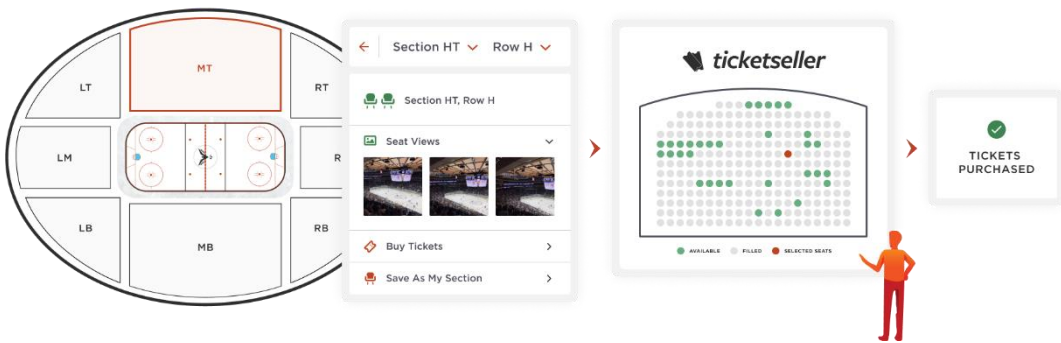 LT
MT
RT
LM
R
LB
MB
RB
Section HT
Row H
Section HT, Row H
Seat Views
Buy Tickets
Save As My Section
ticketseller
AVAILABLE
FILLED
SELECTED SEATS
TICKETS
PURCHASED